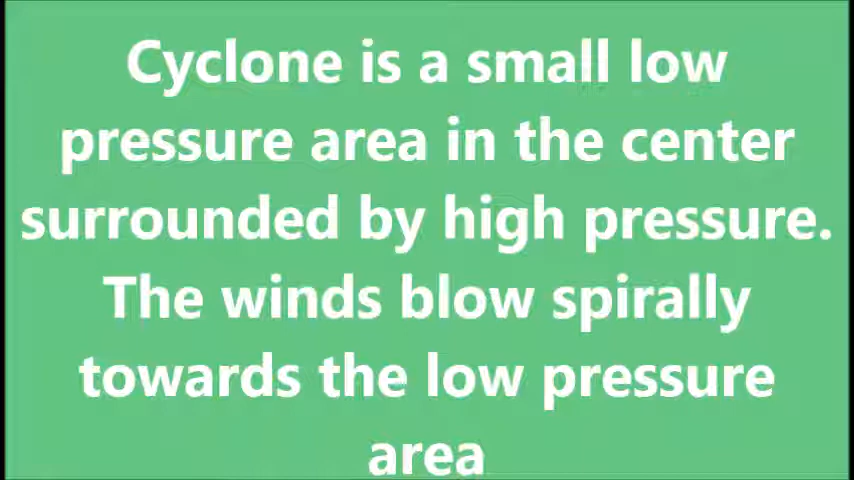 Cyclone is a small low
pressure area in the center
surrounded by high pressure.
The winds blow spirally
towards the low pressure
area